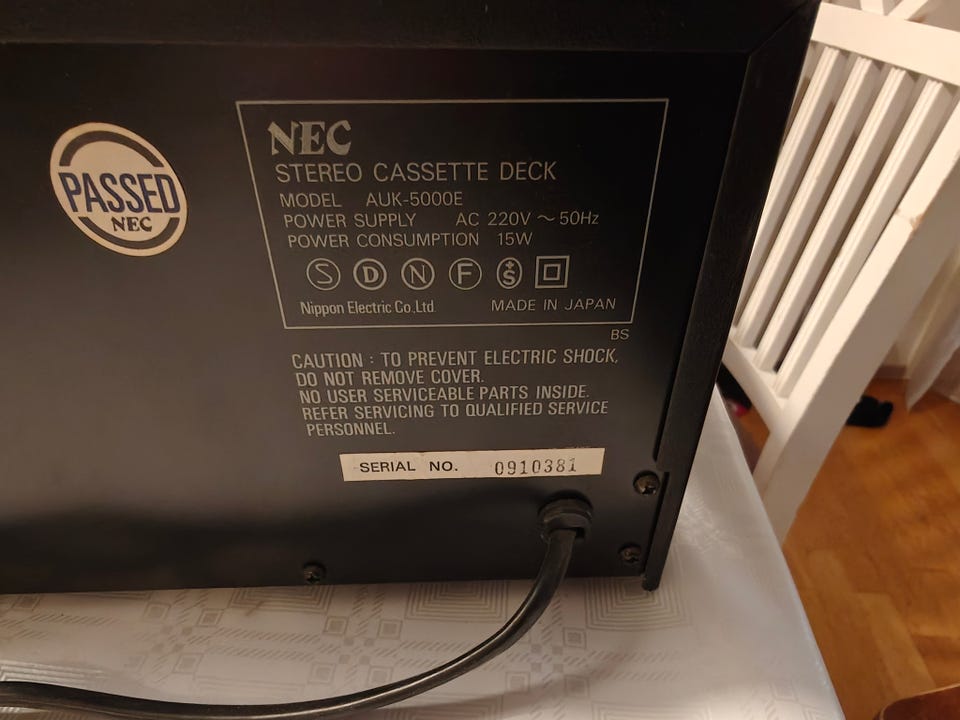 PASSED
NEC
NEC
STEREO CASSETTE DECK
MODEL AUK-5000E
POWER SUPPLY AC 220V ~ 50Hz
POWER CONSUMPTION 15W
S D N F S
Nippon Electric Co.,Ltd. MADE IN JAPAN
BS
CAUTION : TO PREVENT ELECTRIC SHOCK,
DO NOT REMOVE COVER.
NO USER SERVICEABLE PARTS INSIDE.
REFER SERVICING TO QUALIFIED SERVICE
PERSONNEL.
SERIAL NO. 0910381